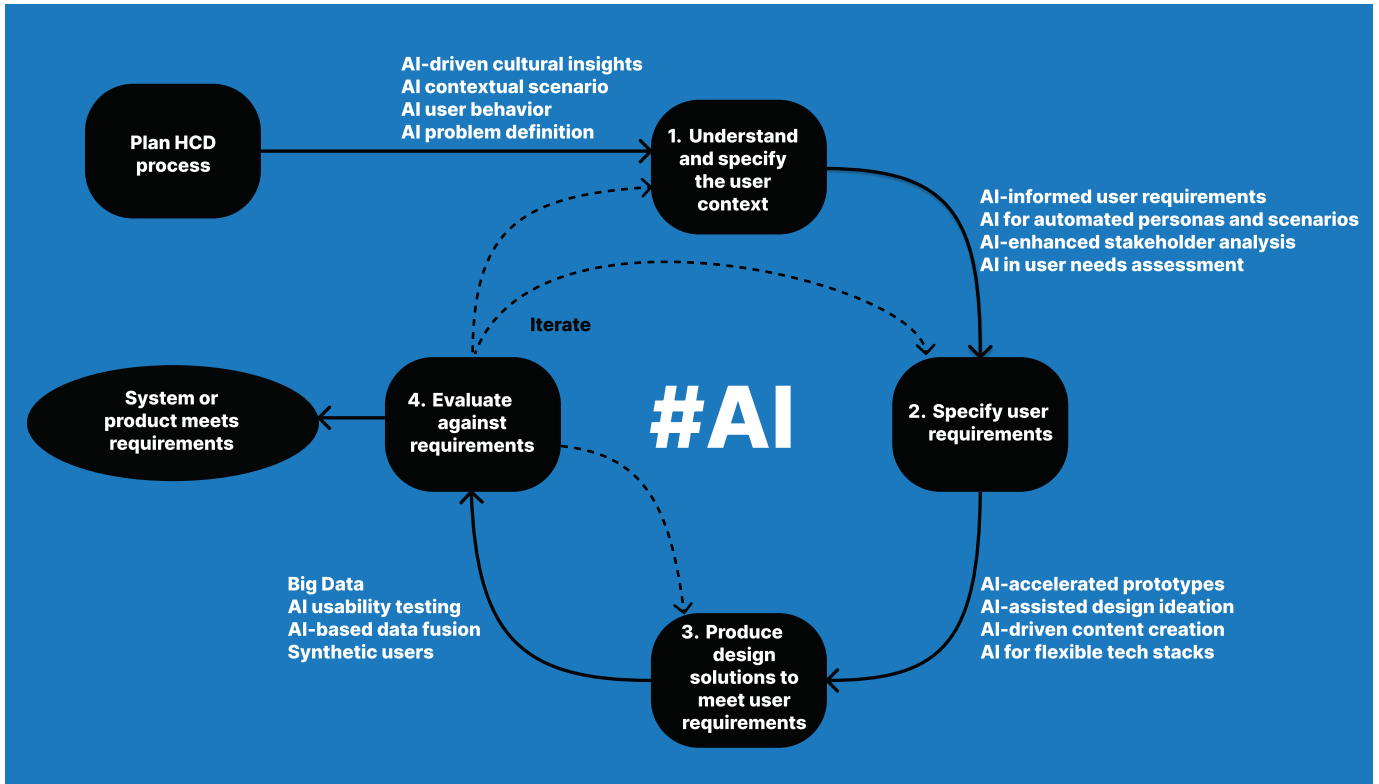 AI-driven cultural insights
AI contextual scenario
AI user behavior
AI problem definition
Plan HCD
process
1. Understand
and specify
the user
context
AI-informed user requirements
AI for automated personas and scenarios
AI-enhanced stakeholder analysis
AI in user needs assessment
Iterate
System or
product meets
requirements
4. Evaluate
against
requirements
#AI
2. Specify user
requirements
Big Data
AI usability testing
AI-based data fusion
Synthetic users
3. Produce
design
solutions to
meet user
requirements
AI-accelerated prototypes
AI-assisted design ideation
AI-driven content creation
AI for flexible tech stacks